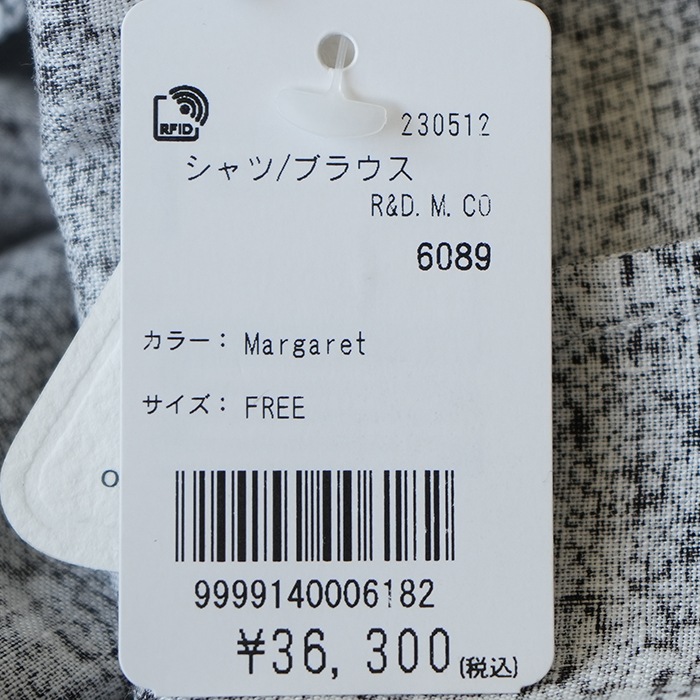 RFID
230512
シャツ/ブラウス
R&D. M. CO
6089
カラー： Margaret
サイズ： FREE
9999140006182
¥36, 300(税込)
O